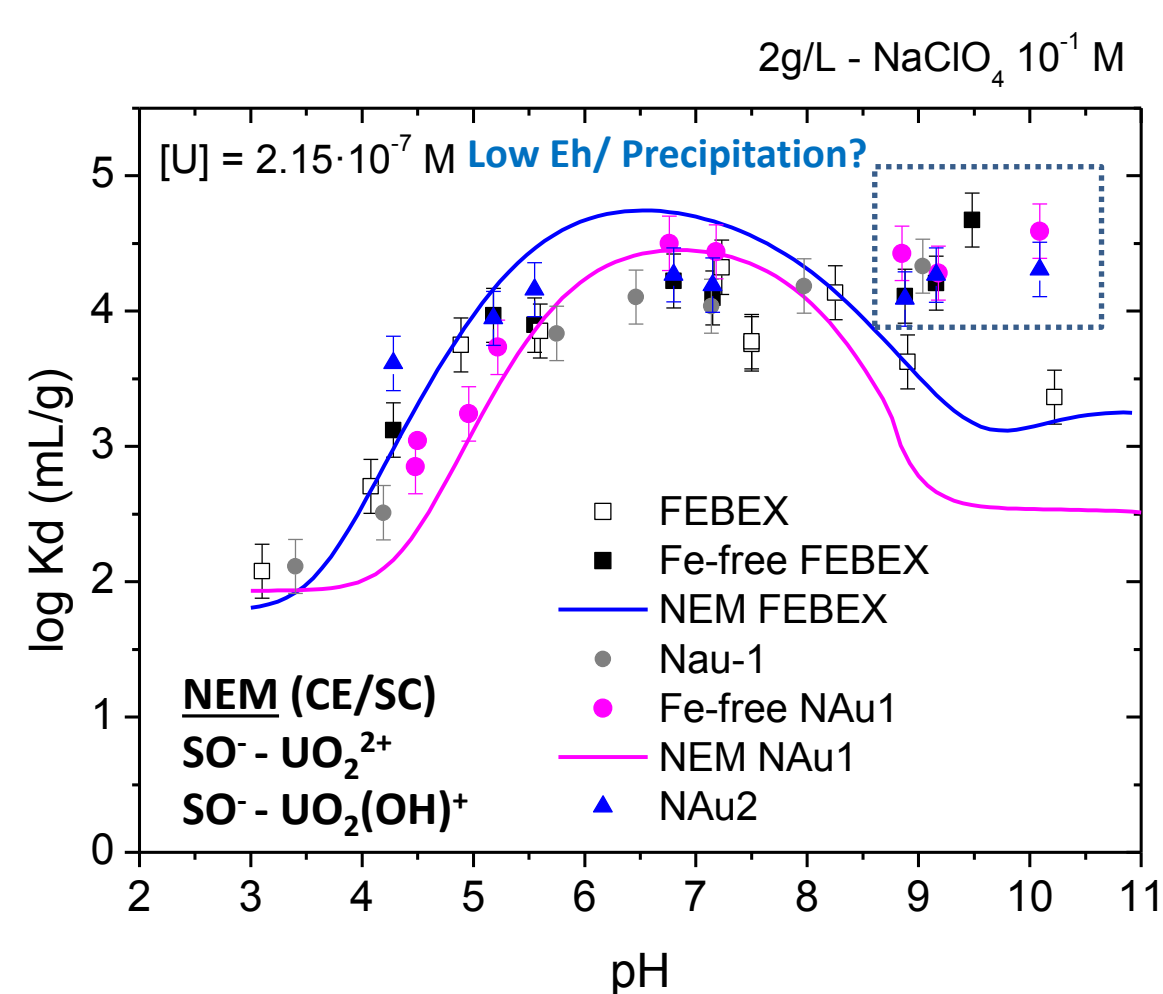 2g/L - NaClO₄ 10⁻¹ M
[U] = 2.15·10⁻⁷ M Low Eh/ Precipitation?
5
4
3
2
1
0
log Kd (mL/g)
FEBEX
Fe-free FEBEX
NEM FEBEX
Nau-1
Fe-free NAu1
NEM NAu1
NAu2
NEM (CE/SC)
SO⁻ - UO₂²⁺
SO⁻ - UO₂(OH)⁺
2 3 4 5 6 7 8 9 10 11
pH